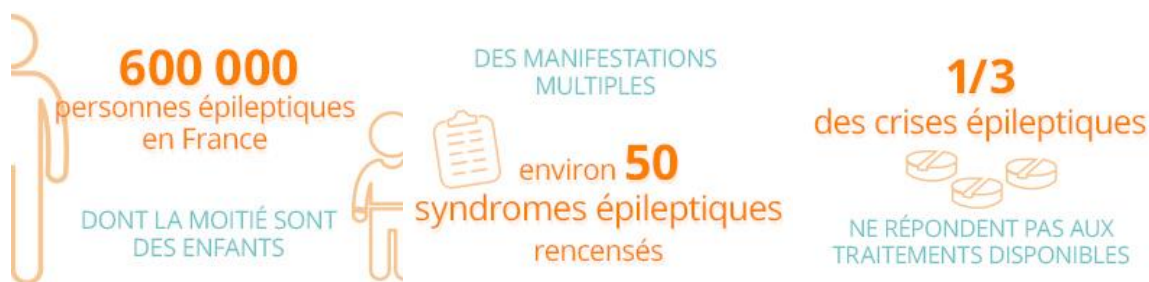 600 000
personnes épileptiques
en France
DONT LA MOITIÉ SONT
DES ENFANTS
DES MANIFESTATIONS
MULTIPLES
environ 50
syndromes épileptiques
rencensés
1/3
des crises épileptiques
NE RÉPONDENT PAS AUX
TRAITEMENTS DISPONIBLES